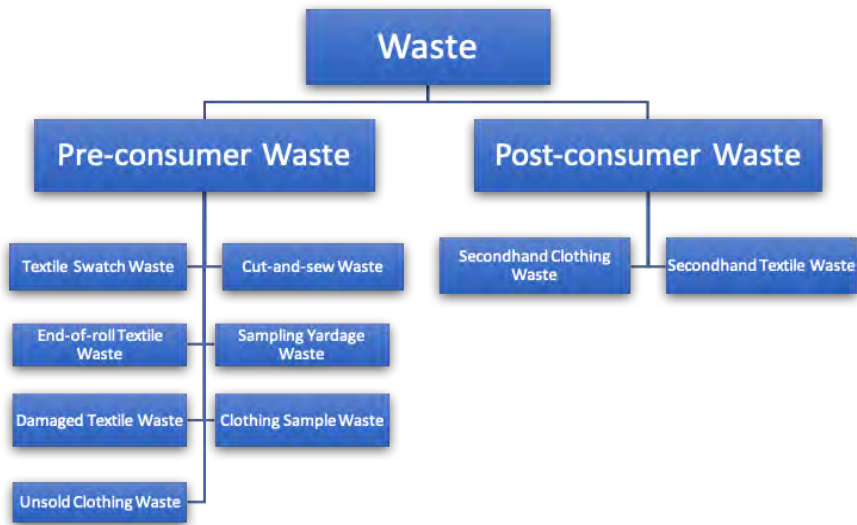 Waste
Pre-consumer Waste
Post-consumer Waste
Textile Swatch Waste
Cut-and-sew Waste
Secondhand Clothing
Waste
Secondhand Textile Waste
End-of-roll Textile
Waste
Sampling Yardage
Waste
Damaged Textile Waste
Clothing Sample Waste
Unsold Clothing Waste